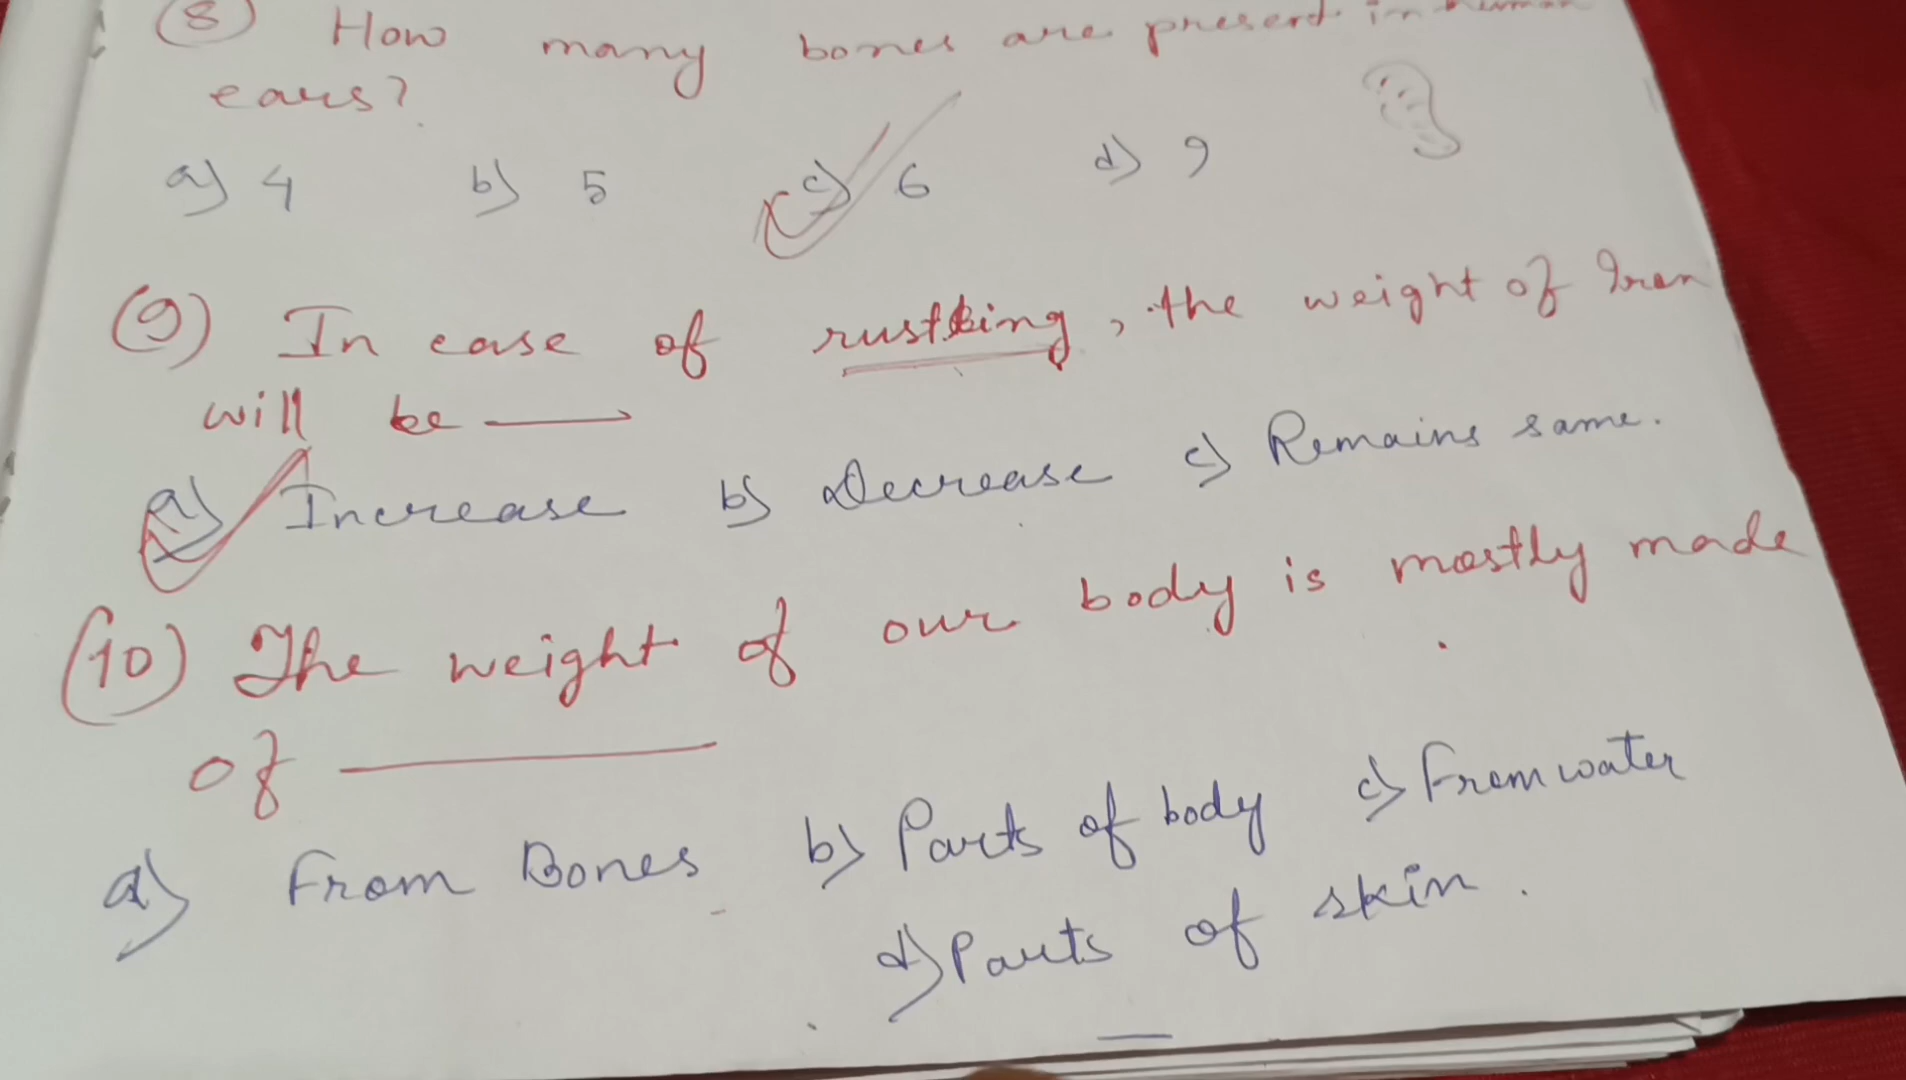 (8) How many bones are present in human
ears?
a) 4 b) 5 c) 6 d) 9
(9) In case of rusting, the weight of Iron
will be ——
a) Increase b) Decrease c) Remains same.
(10) The weight of our body is mostly made
of ———
a) From Bones b) Parts of body c) From water
d) Parts of skin.